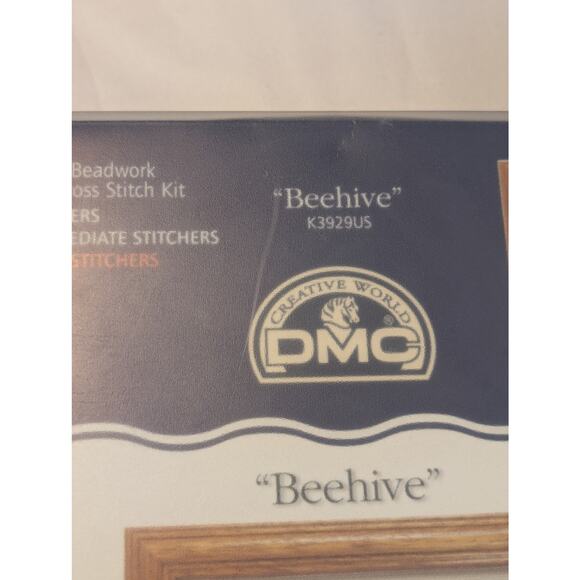 Beadwork
oss Stitch Kit
ERS
EDIATE STITCHERS
STITCHERS
“Beehive”
K3929US
CREATIVE WORLD
DMC®
“Beehive”